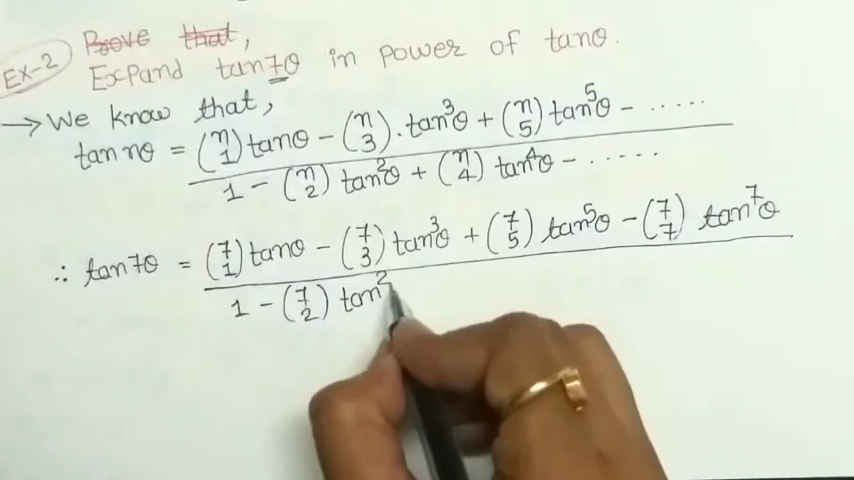 Prove that,
EX-2 Expand tan7θ in power of tanθ.
→ We know that,
tan nθ = (n 1) tanθ - (n 3) . tan³θ + (n 5) tan⁵θ - ......
1 - (n 2) tan²θ + (n 4) tan⁴θ - ......
∴ tan7θ = (7 1) tanθ - (7 3) tan³θ + (7 5) tan⁵θ - (7 7) tan⁷θ
1 - (7 2) tan²